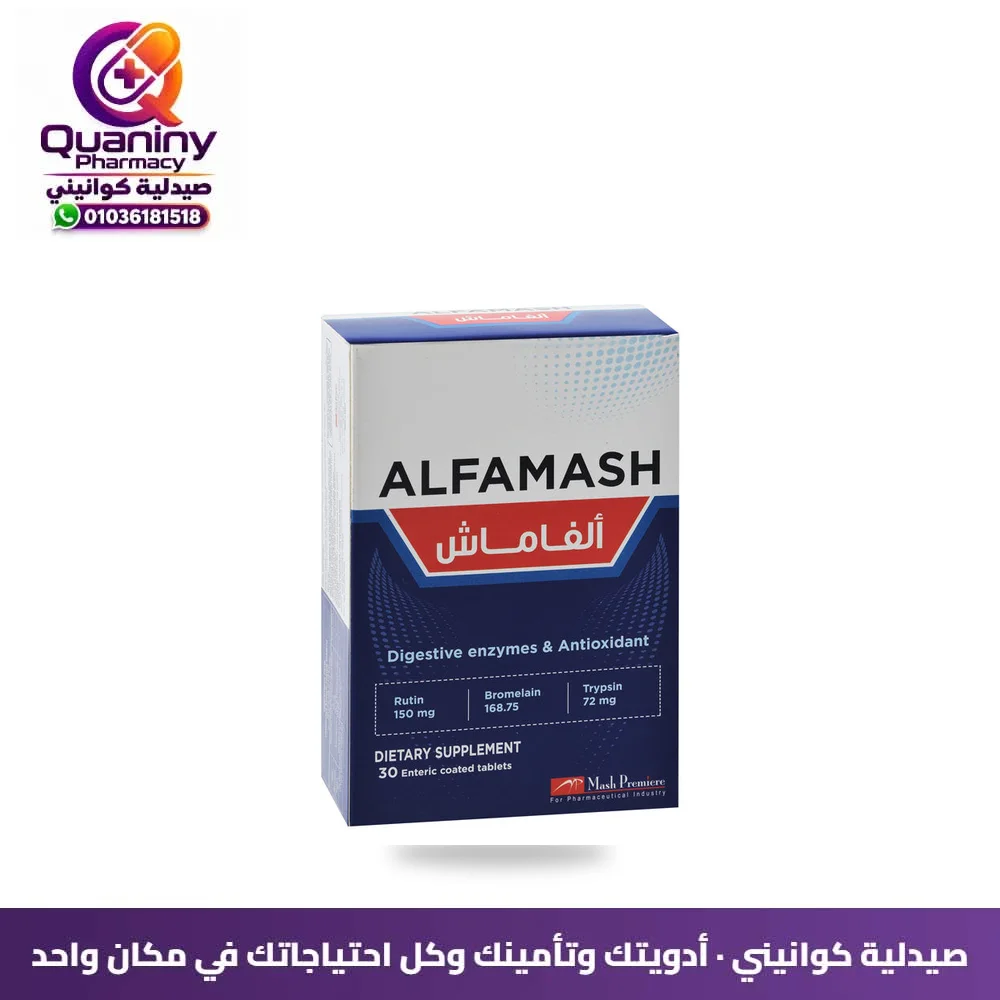 Quaniny
Pharmacy
صيدلية كوانيني
01036181518
ALFAMASH
ألفاماش
ALFAMASH
ألفاماش
Digestive enzymes & Antioxidant
Rutin
150 mg
Bromelain
168.75
Trypsin
72 mg
DIETARY SUPPLEMENT
30 Enteric coated tablets
Mash Premiere
For Pharmaceutical Industry
صيدلية كوانيني · أدويتك وتأمينك وكل احتياجاتك في مكان واحد